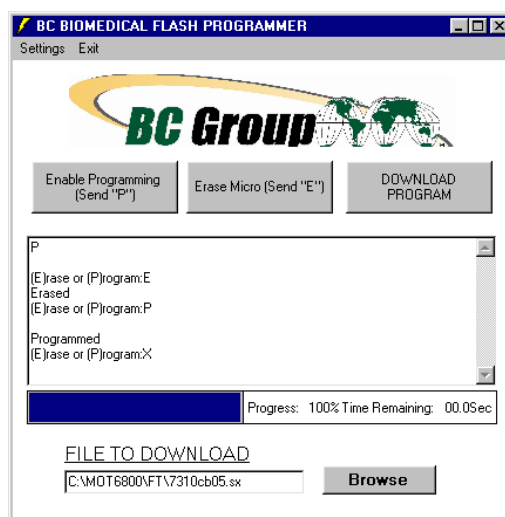 BC BIOMEDICAL FLASH PROGRAMMER
Settings Exit
BC Group
Enable Programming
(Send "P")
Erase Micro (Send "E")
DOWNLOAD
PROGRAM
P
(E)rase or (P)rogram:E
Erased
(E)rase or (P)rogram:P
Programmed
(E)rase or (P)rogram:X
Progress: 100% Time Remaining: 00.0Sec
FILE TO DOWNLOAD
C:\MOT6800\FT\7310cb05.sx
Browse